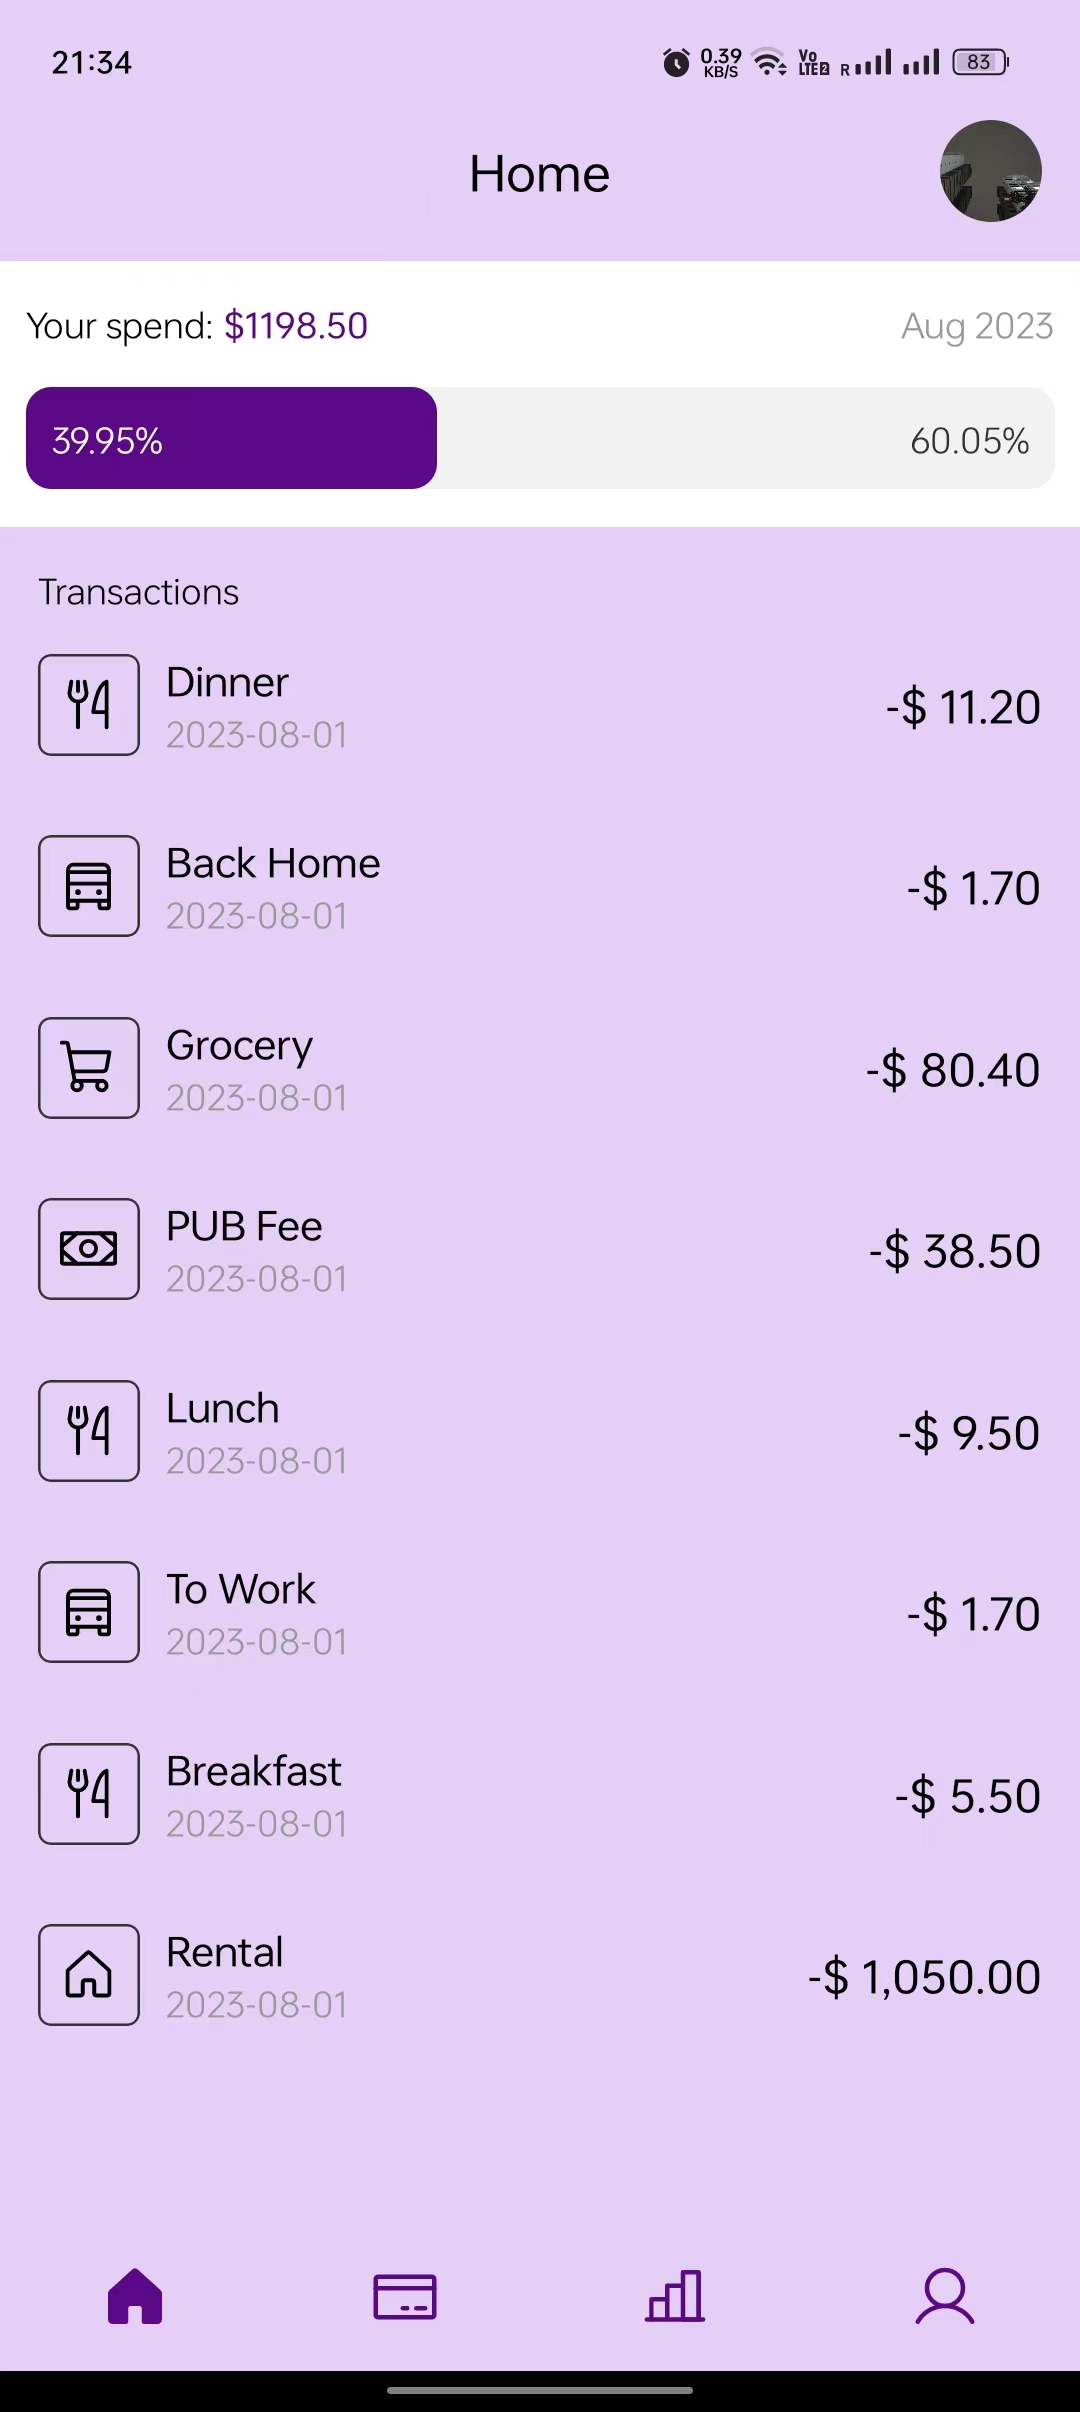 21:34 0.39 KB/S Vo LTE2 R 83
Home
Your spend: $1198.50 Aug 2023
39.95% 60.05%
Transactions
Dinner
2023-08-01
-$ 11.20
Back Home
2023-08-01
-$ 1.70
Grocery
2023-08-01
-$ 80.40
PUB Fee
2023-08-01
-$ 38.50
Lunch
2023-08-01
-$ 9.50
To Work
2023-08-01
-$ 1.70
Breakfast
2023-08-01
-$ 5.50
Rental
2023-08-01
-$ 1,050.00